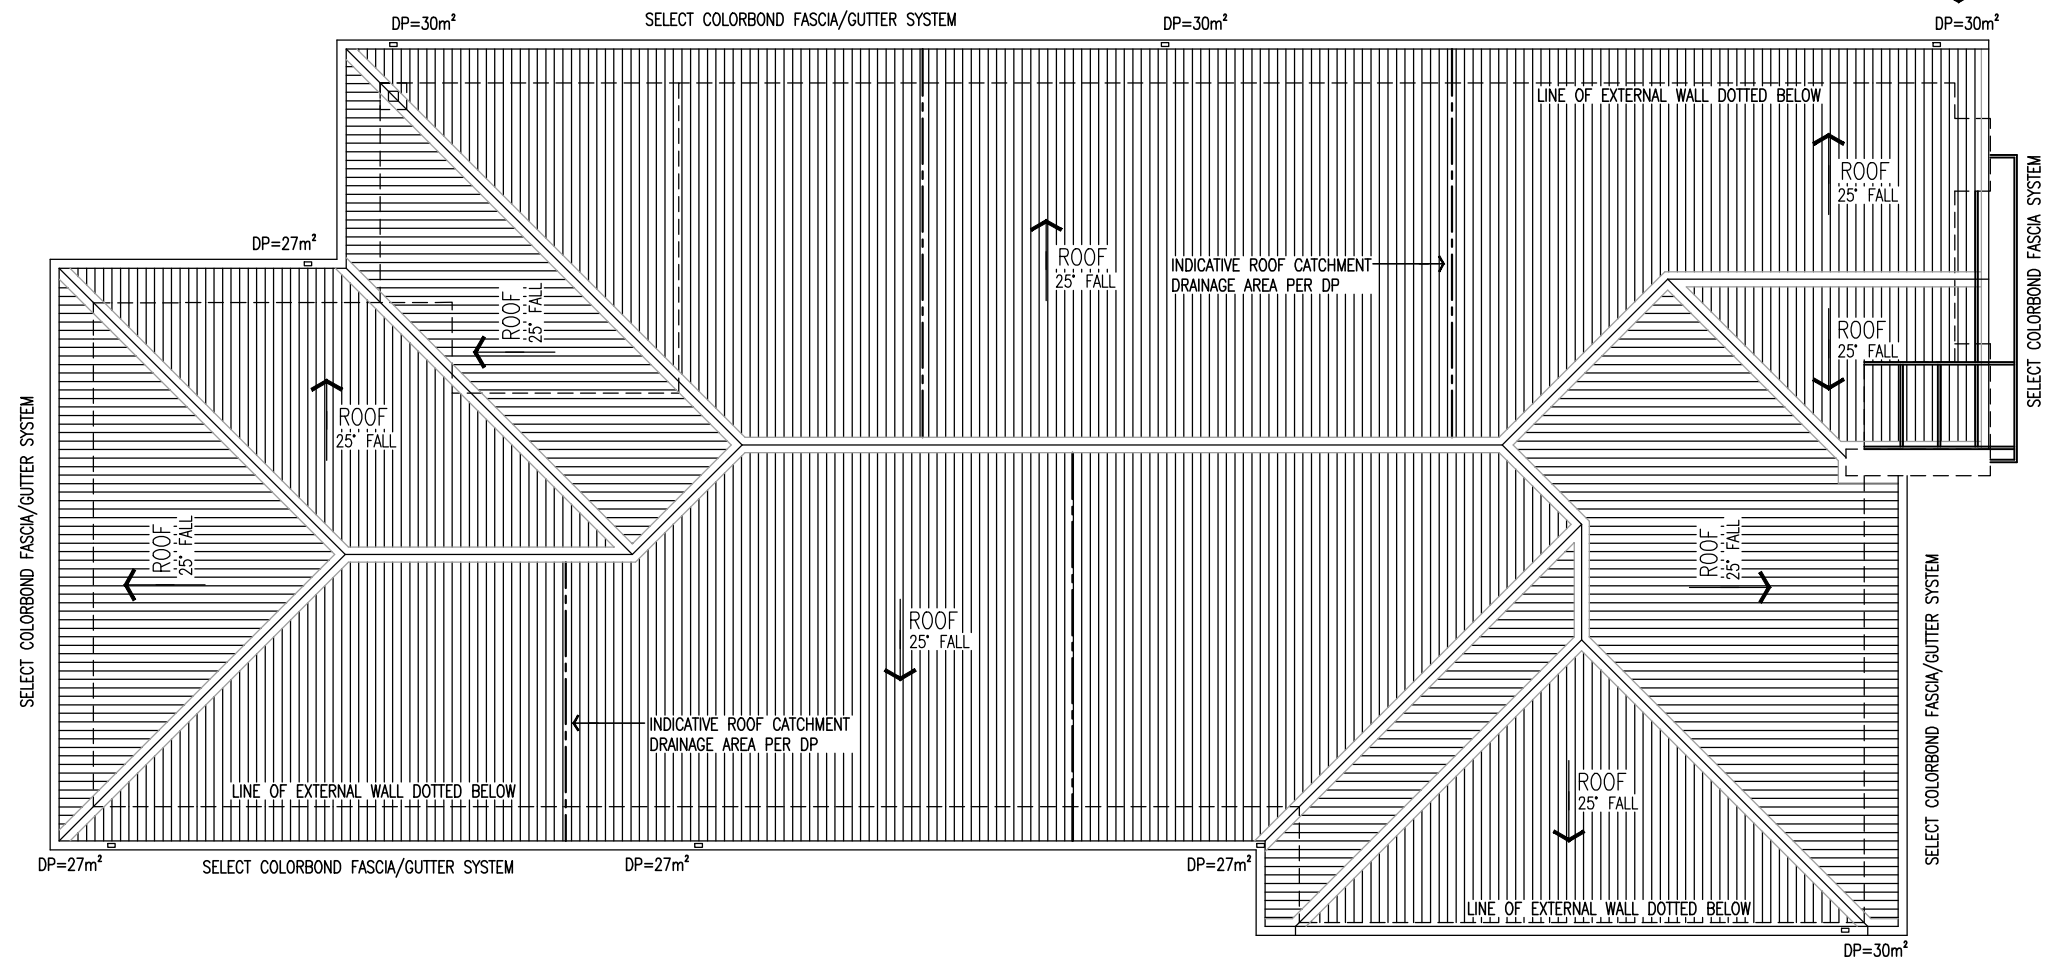 DP=30m²
SELECT COLORBOND FASCIA/GUTTER SYSTEM
DP=30m²
DP=30m²
LINE OF EXTERNAL WALL DOTTED BELOW
ROOF
25° FALL
SELECT COLORBOND FASCIA SYSTEM
DP=27m²
ROOF
25° FALL
INDICATIVE ROOF CATCHMENT
DRAINAGE AREA PER DP
ROOF
25° FALL
ROOF
25° FALL
ROOF
25° FALL
SELECT COLORBOND FASCIA/GUTTER SYSTEM
ROOF
25° FALL
ROOF
25° FALL
ROOF
25° FALL
SELECT COLORBOND FASCIA/GUTTER SYSTEM
INDICATIVE ROOF CATCHMENT
DRAINAGE AREA PER DP
LINE OF EXTERNAL WALL DOTTED BELOW
ROOF
25° FALL
DP=27m²
SELECT COLORBOND FASCIA/GUTTER SYSTEM
DP=27m²
DP=27m²
LINE OF EXTERNAL WALL DOTTED BELOW
DP=30m²